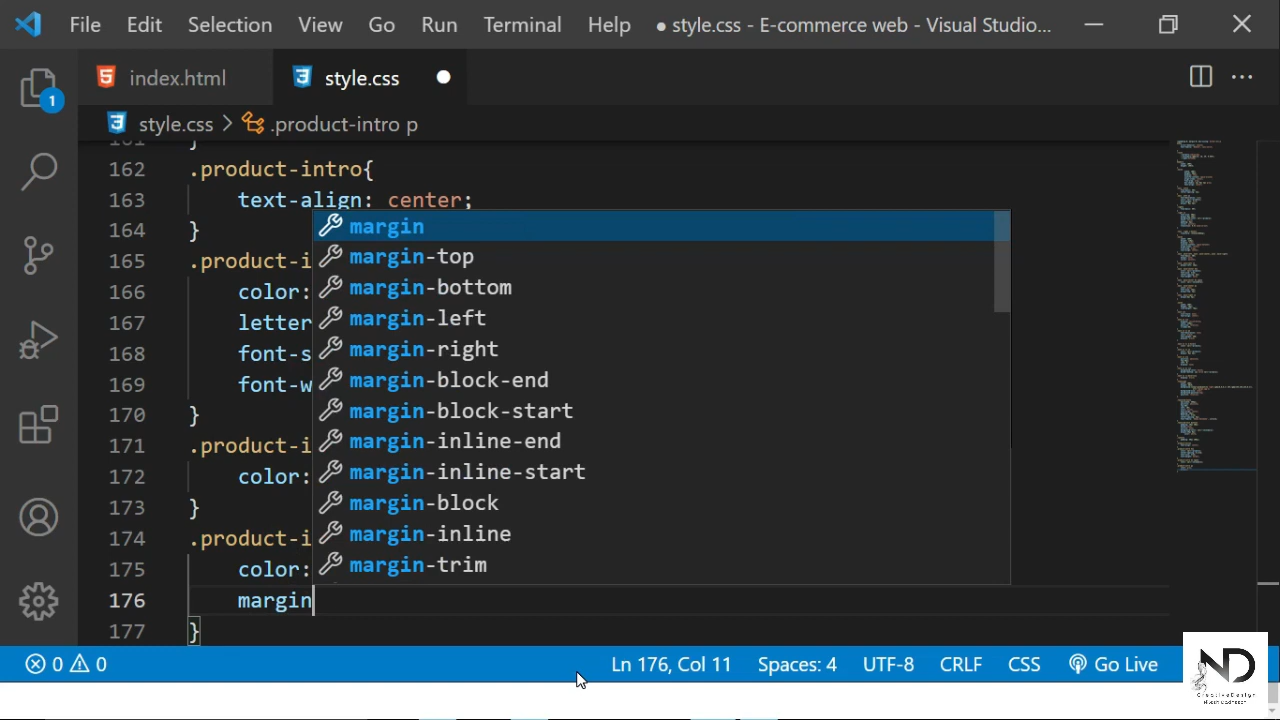 File Edit Selection View Go Run Terminal Help ● style.css - E-commerce web - Visual Studio...
index.html style.css ●
1
style.css > .product-intro p
161 }
162 .product-intro{
163 text-align: center;
164 }
165 .product-i
166 color:
167 letter
168 font-s
169 font-w
170 }
171 .product-i
172 color:
173 }
174 .product-i
175 color:
176 margin
177 }
margin
margin-top
margin-bottom
margin-left
margin-right
margin-block-end
margin-block-start
margin-inline-end
margin-inline-start
margin-block
margin-inline
margin-trim
0 0 Ln 176, Col 11 Spaces: 4 UTF-8 CRLF CSS Go Live
ND
CreativeDesign